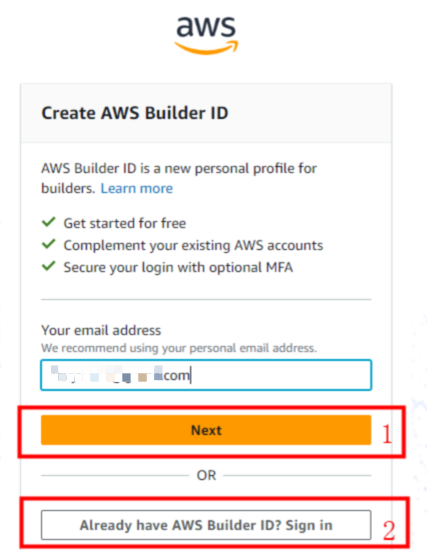 aws
Create AWS Builder ID
AWS Builder ID is a new personal profile for
builders. Learn more
Get started for free
Complement your existing AWS accounts
Secure your login with optional MFA
Your email address
We recommend using your personal email address.
com
Next
1
OR
Already have AWS Builder ID? Sign in
2